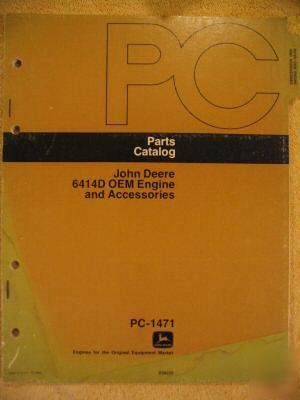 PC
Parts
Catalog
John Deere
6414D OEM Engine
and Accessories
PC-1471
JOHN DEERE
Engines for the Original Equipment Market